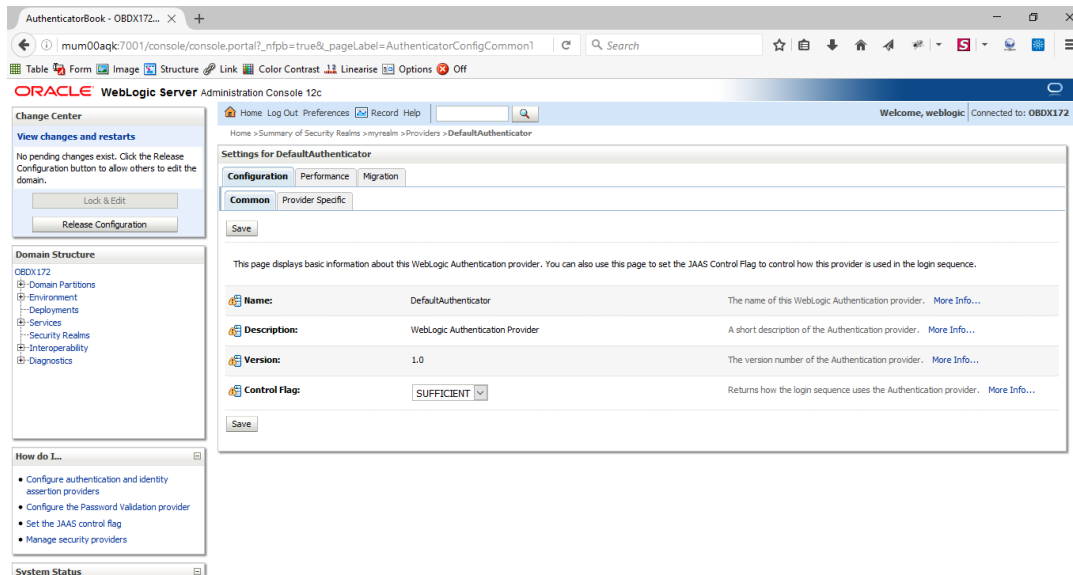 AuthenticatorBook - OBDX172...
mum00aqk:7001/console/console.portal?_nfpb=true&_pageLabel=AuthenticatorConfigCommon1
Search
Table Form Image Structure Link Color Contrast Linearise Options Off
ORACLE WebLogic Server Administration Console 12c
Change Center
View changes and restarts
No pending changes exist. Click the Release
Configuration button to allow others to edit the
domain.
Lock & Edit
Release Configuration
Domain Structure
OBDX172
Domain Partitions
Environment
Deployments
Services
Security Realms
Interoperability
Diagnostics
How do I...
Configure authentication and identity
assertion providers
Configure the Password Validation provider
Set the JAAS control flag
Manage security providers
System Status
Home Log Out Preferences Record Help
Welcome, weblogic Connected to: OBDX172
Home >Summary of Security Realms >myrealm >Providers >DefaultAuthenticator
Settings for DefaultAuthenticator
Configuration Performance Migration
Common Provider Specific
Save
This page displays basic information about this WebLogic Authentication provider. You can also use this page to set the JAAS Control Flag to control how this provider is used in the login sequence.
Name: DefaultAuthenticator The name of this WebLogic Authentication provider. More Info...
Description: WebLogic Authentication Provider A short description of the Authentication provider. More Info...
Version: 1.0 The version number of the Authentication provider. More Info...
Control Flag: SUFFICIENT Returns how the login sequence uses the Authentication provider. More Info...
Save